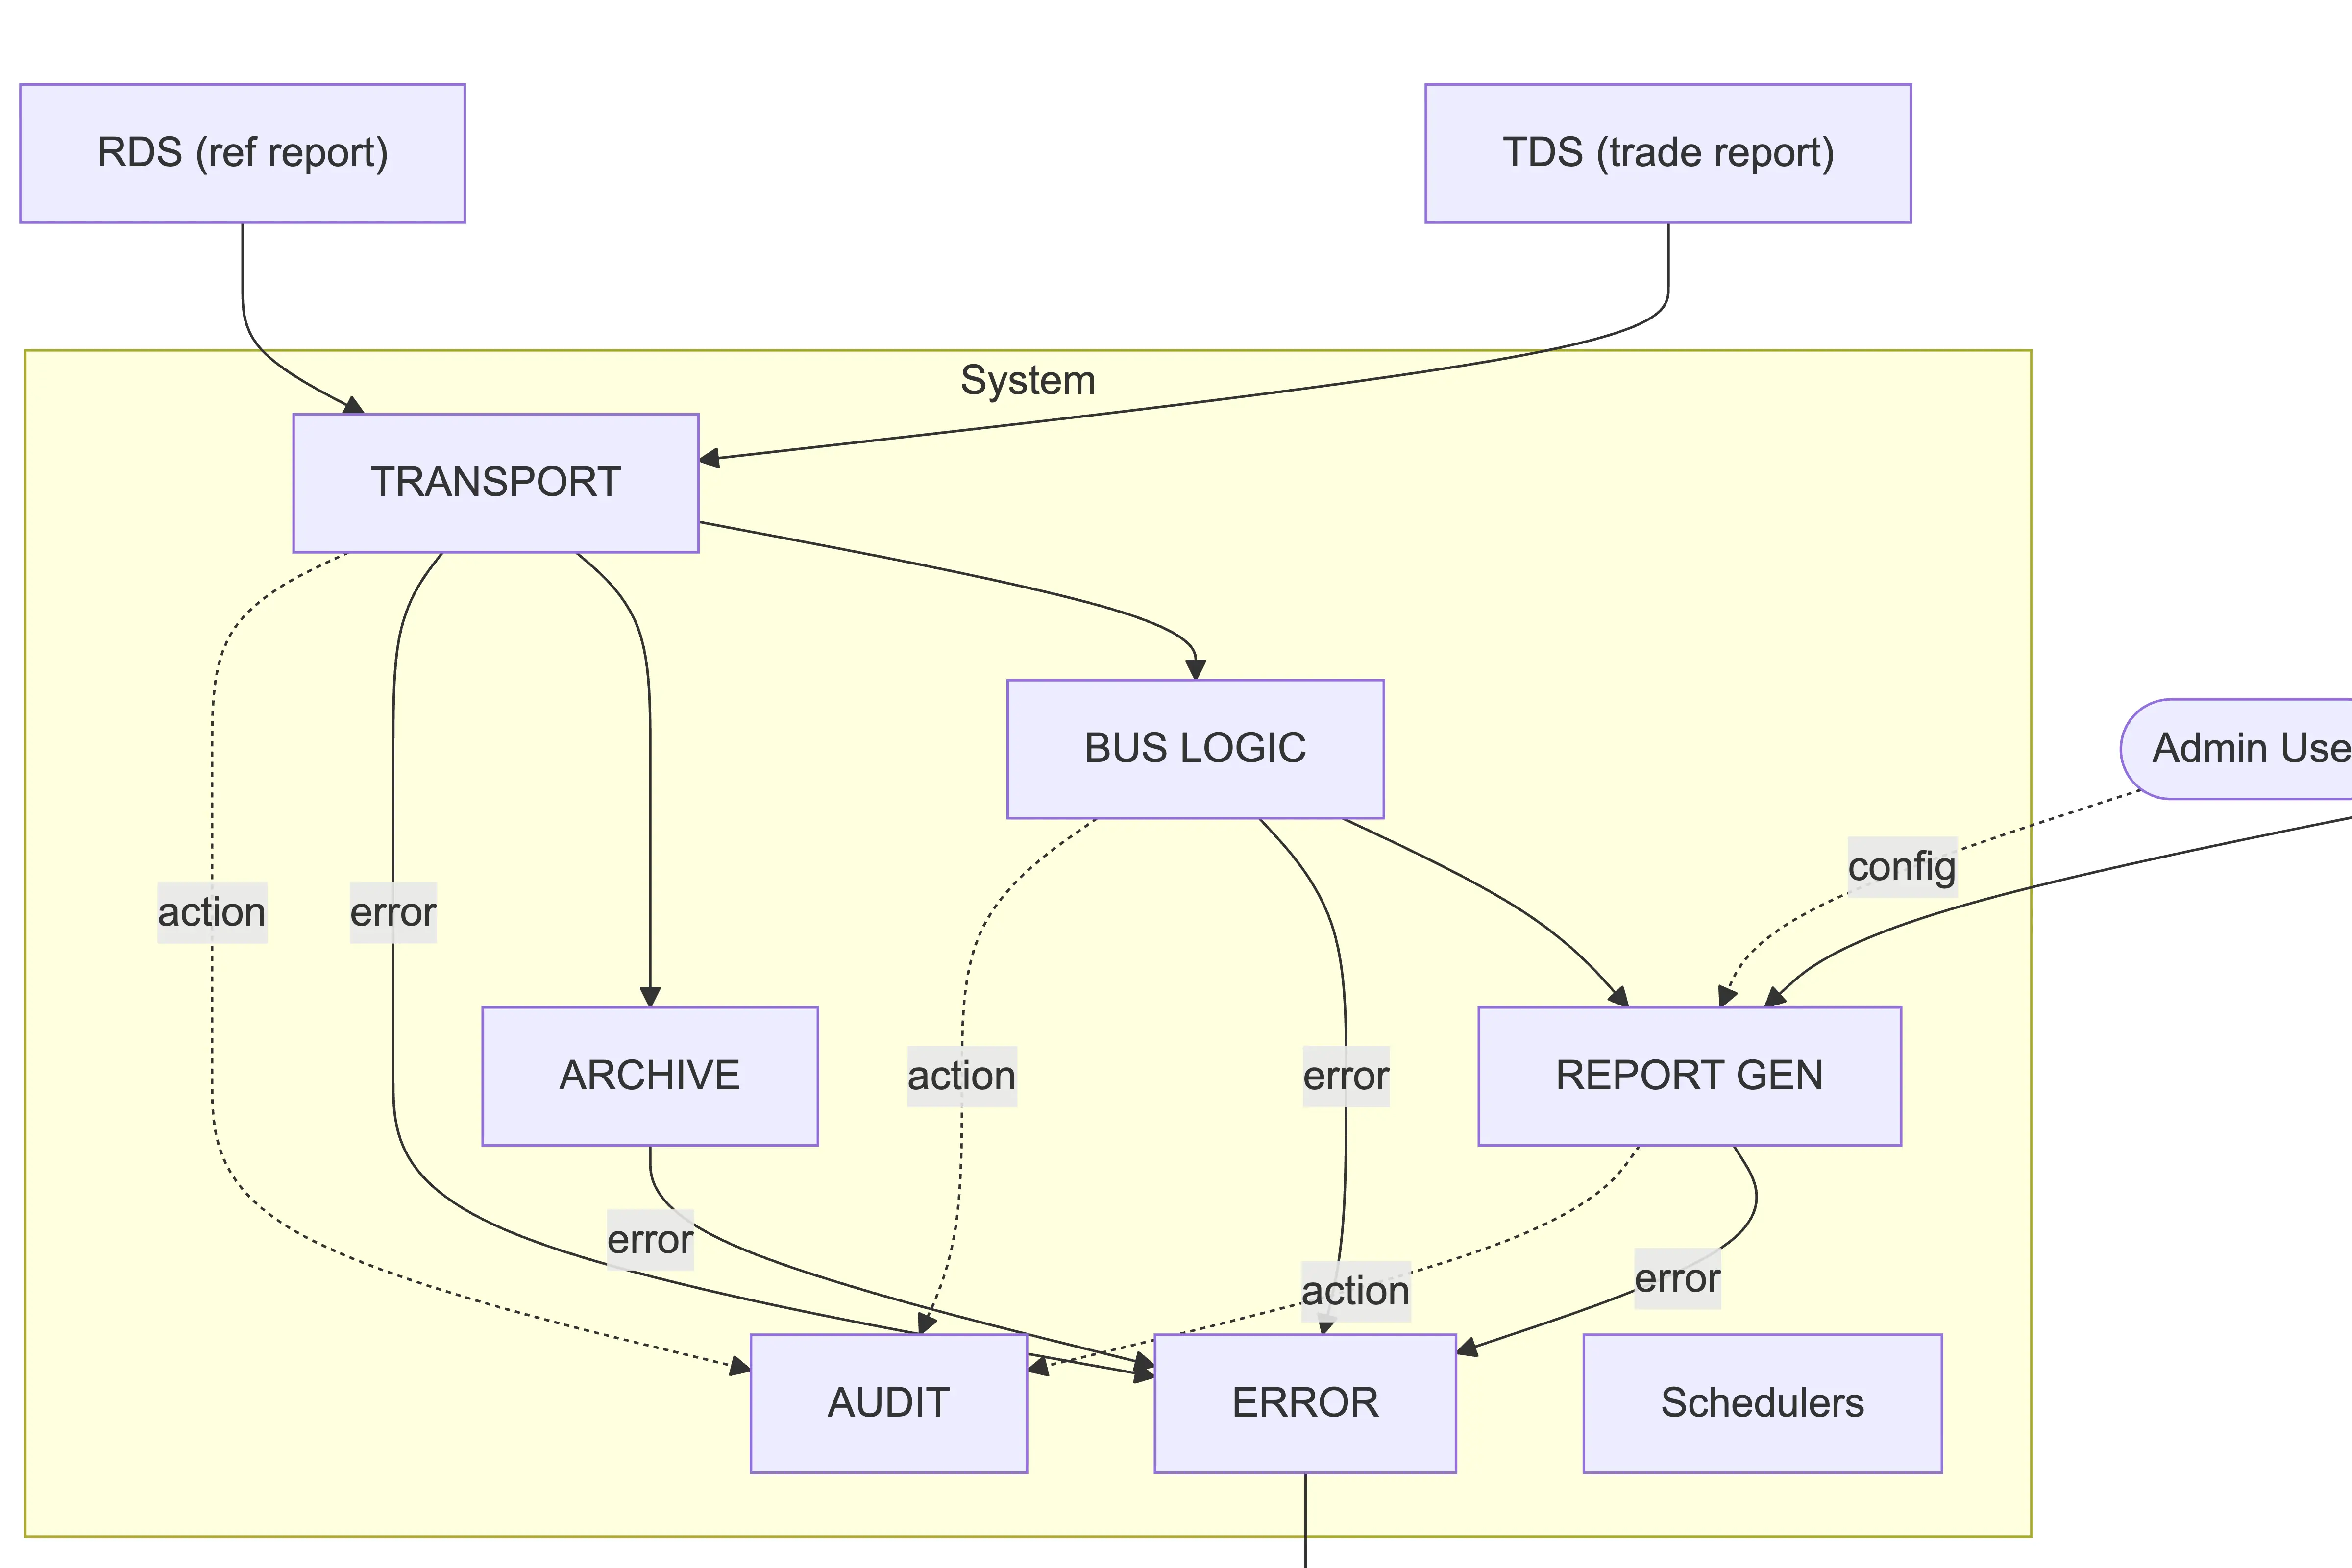 RDS (ref report)
TDS (trade report)
System
TRANSPORT
BUS LOGIC
Admin Use
config
action
error
ARCHIVE
action
error
REPORT GEN
error
action
error
AUDIT
ERROR
Schedulers